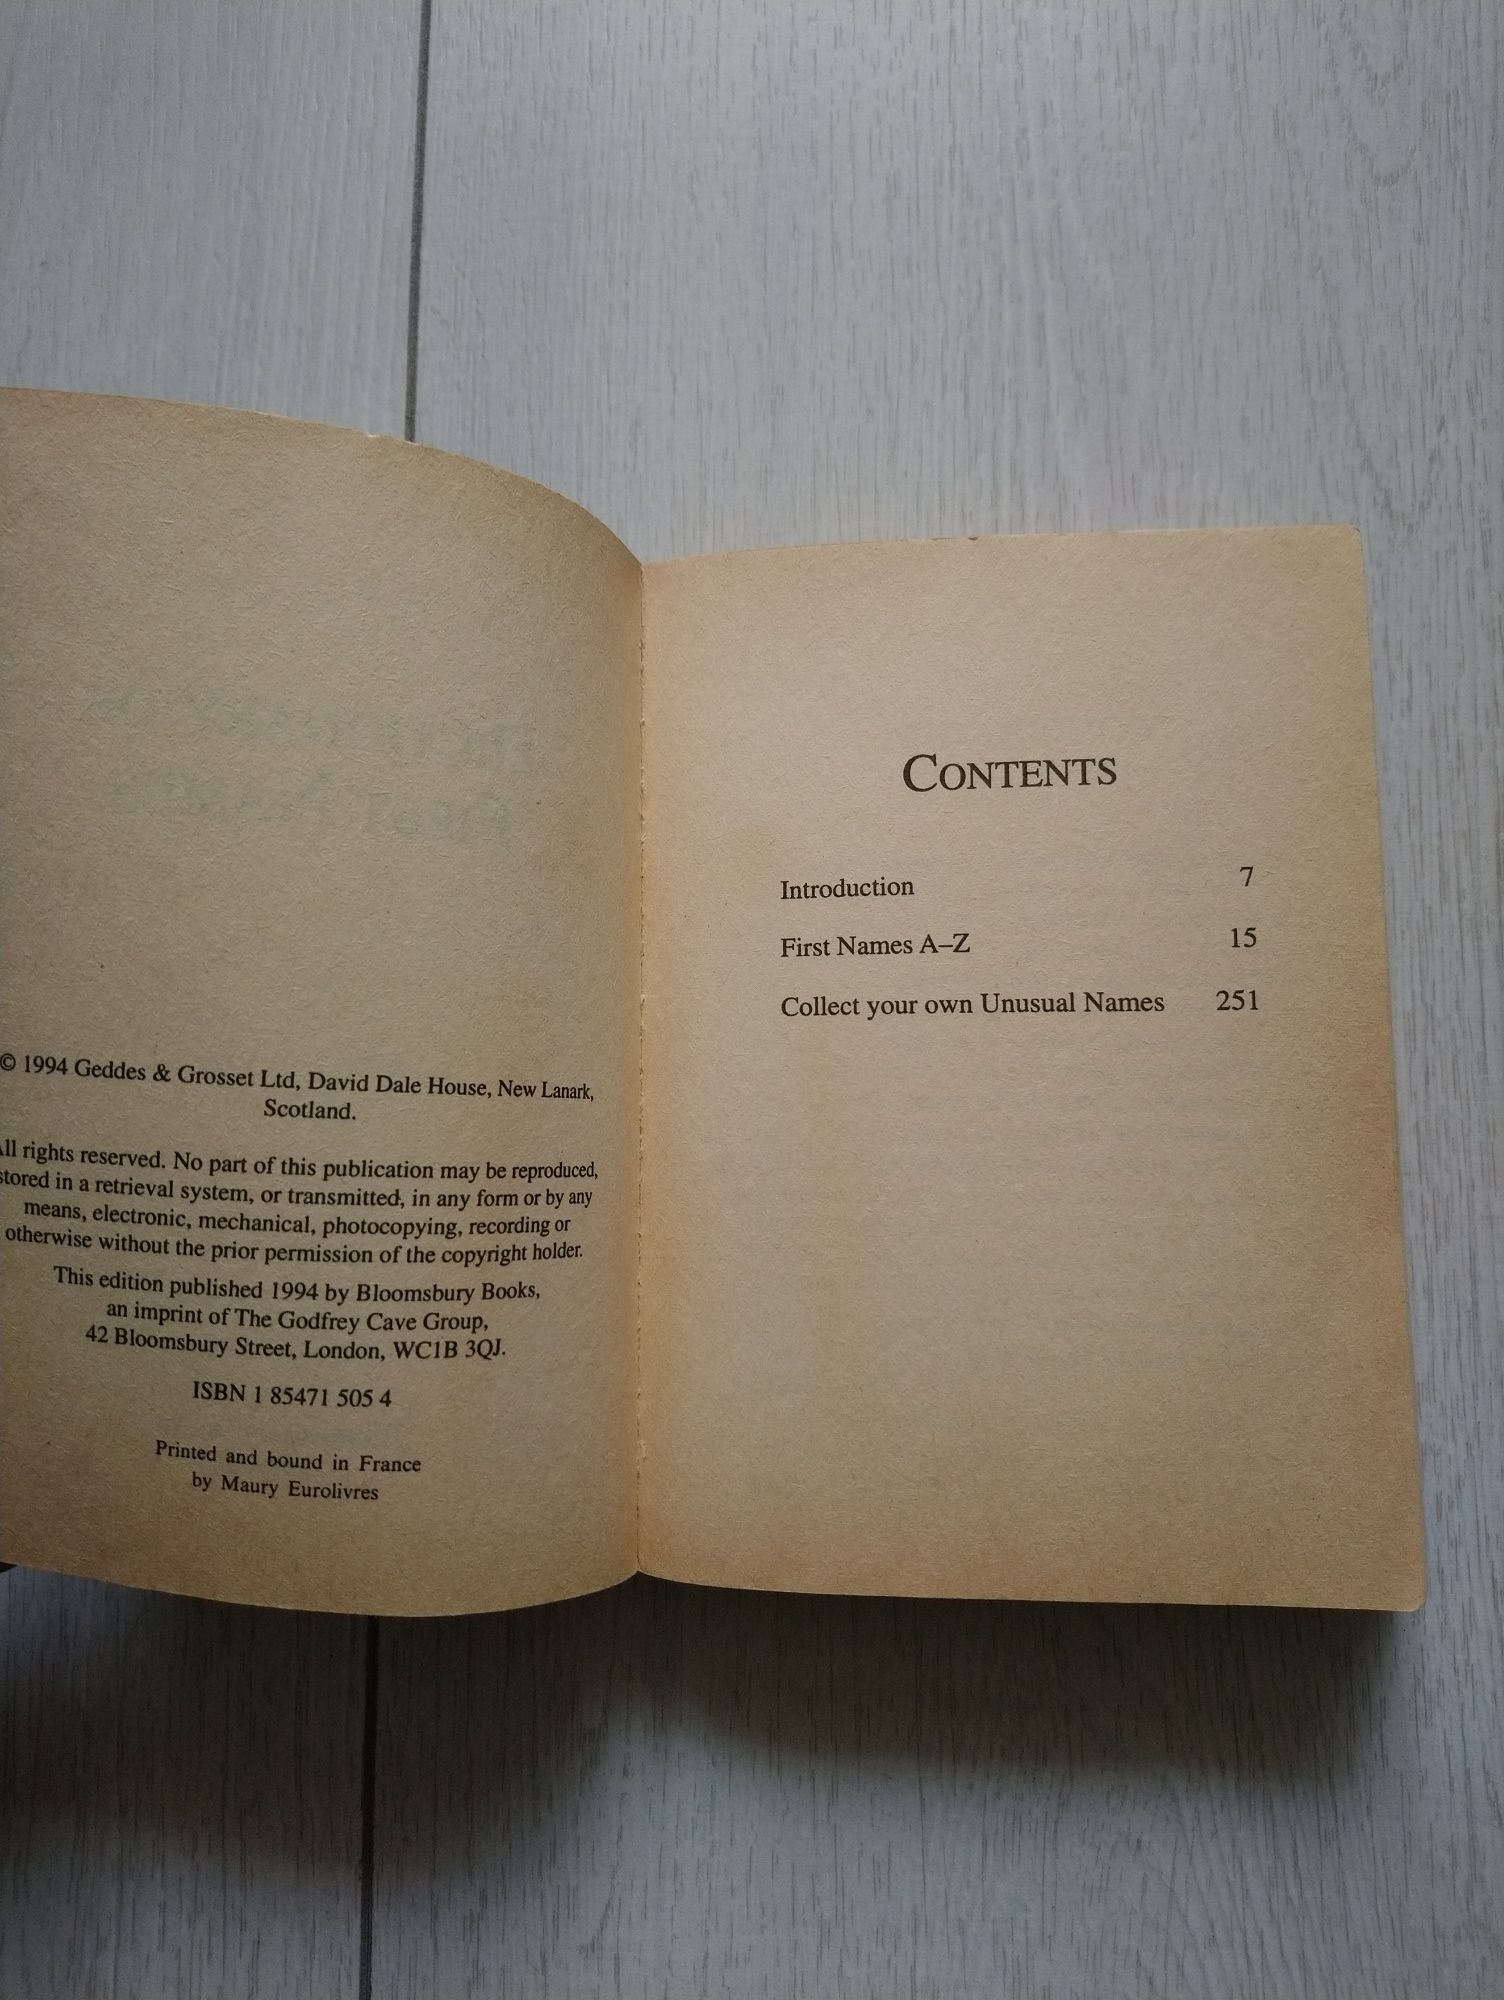 © 1994 Geddes & Grosset Ltd, David Dale House, New Lanark,
Scotland.
All rights reserved. No part of this publication may be reproduced,
stored in a retrieval system, or transmitted, in any form or by any
means, electronic, mechanical, photocopying, recording or
otherwise without the prior permission of the copyright holder.
This edition published 1994 by Bloomsbury Books,
an imprint of The Godfrey Cave Group,
42 Bloomsbury Street, London, WC1B 3QJ.
ISBN 1 85471 505 4
Printed and bound in France
by Maury Eurolivres
CONTENTS
Introduction 7
First Names A–Z 15
Collect your own Unusual Names 251